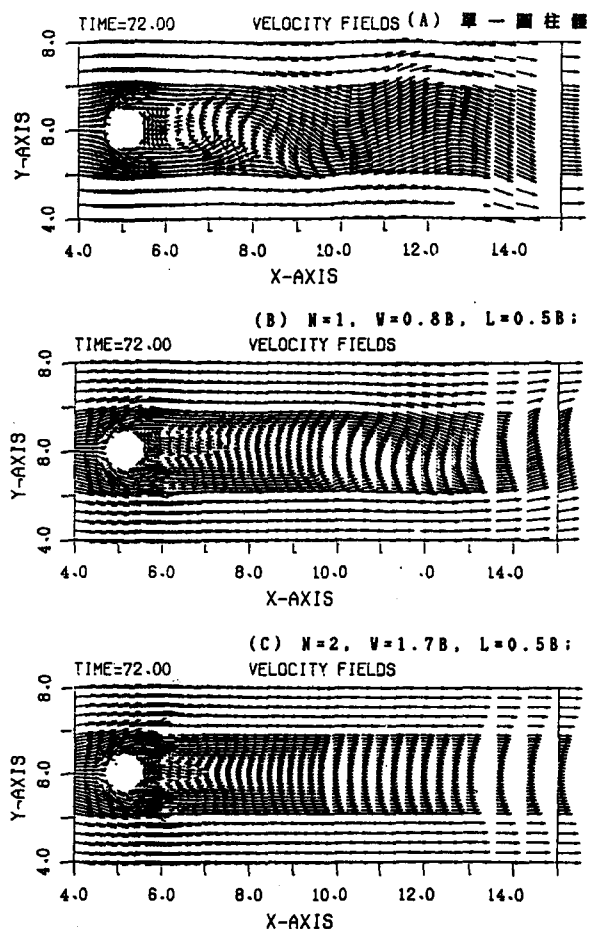 TIME=72.00 VELOCITY FIELDS (A) 單一圓柱體
8.0
6.0
4.0
Y-AXIS
4.0 6.0 8.0 10.0 12.0 14.0
X-AXIS
(B) N=1, W=0.8B, L=0.5B;
TIME=72.00 VELOCITY FIELDS
8.0
6.0
4.0
Y-AXIS
4.0 6.0 8.0 10.0 .0 14.0
X-AXIS
(C) N=2, W=1.7B, L=0.5B;
TIME=72.00 VELOCITY FIELDS
8.0
6.0
4.0
Y-AXIS
4.0 6.0 8.0 10.0 12.0 14.0
X-AXIS